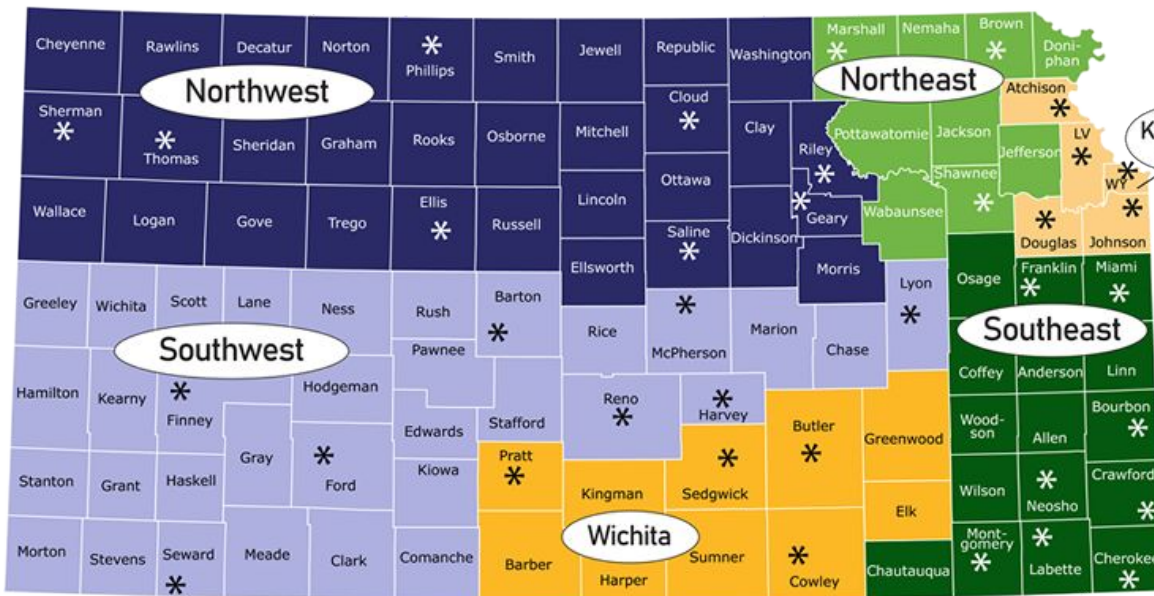 Cheyenne
Rawlins
Decatur
Norton
Phillips
Smith
Jewell
Republic
Washington
Marshall
Nemaha
Brown
Doni-
phan
Northwest
Northeast
Atchison
Sherman
Thomas
Sheridan
Graham
Rooks
Osborne
Mitchell
Cloud
Clay
Riley
Pottawatomie
Jackson
Jefferson
LV
K
WY
Wallace
Logan
Gove
Trego
Ellis
Russell
Lincoln
Ottawa
Saline
Dickinson
Geary
Wabaunsee
Shawnee
Douglas
Johnson
Ellsworth
Morris
Greeley
Wichita
Scott
Lane
Ness
Rush
Barton
Rice
McPherson
Marion
Chase
Lyon
Osage
Franklin
Miami
Southwest
Southeast
Hamilton
Kearny
Finney
Hodgeman
Pawnee
Stafford
Edwards
Reno
Harvey
Butler
Greenwood
Coffey
Anderson
Linn
Wood-
son
Allen
Bourbon
Stanton
Grant
Haskell
Gray
Ford
Kiowa
Pratt
Kingman
Sedgwick
Elk
Wilson
Neosho
Crawford
Wichita
Morton
Stevens
Seward
Meade
Clark
Comanche
Barber
Harper
Sumner
Cowley
Chautauqua
Mont-
gomery
Labette
Cherokee